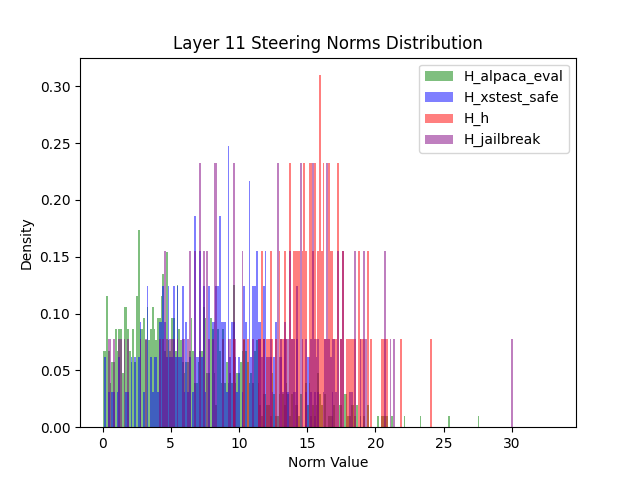 Layer 11 Steering Norms Distribution
H_alpaca_eval
H_xstest_safe
H_h
H_jailbreak
0.30
0.25
0.20
0.15
0.10
0.05
0.00
Density
0
5
10
15
20
25
30
Norm Value